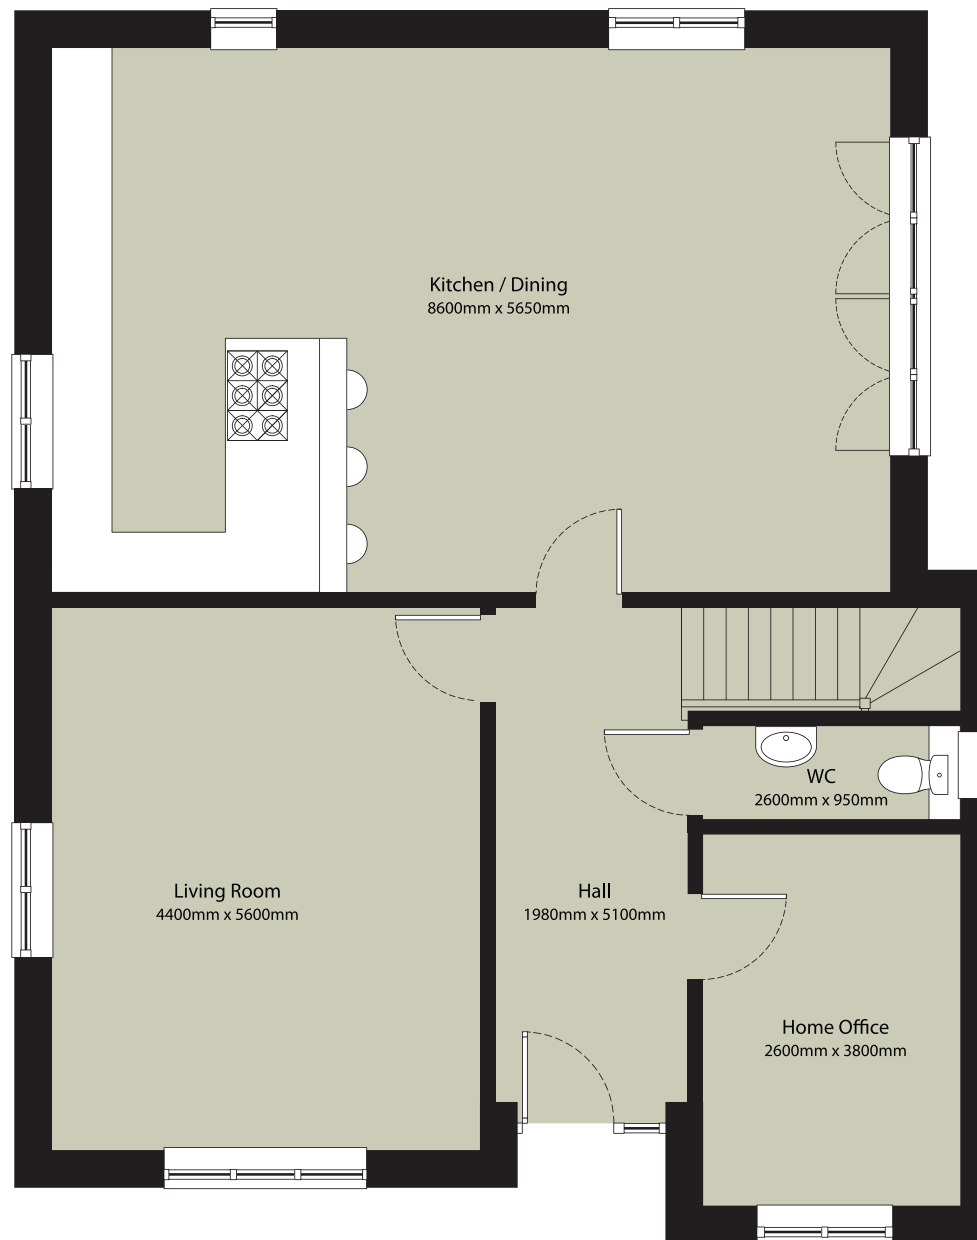 Kitchen / Dining
8600mm x 5650mm
WC
2600mm x 950mm
Living Room
4400mm x 5600mm
Hall
1980mm x 5100mm
Home Office
2600mm x 3800mm